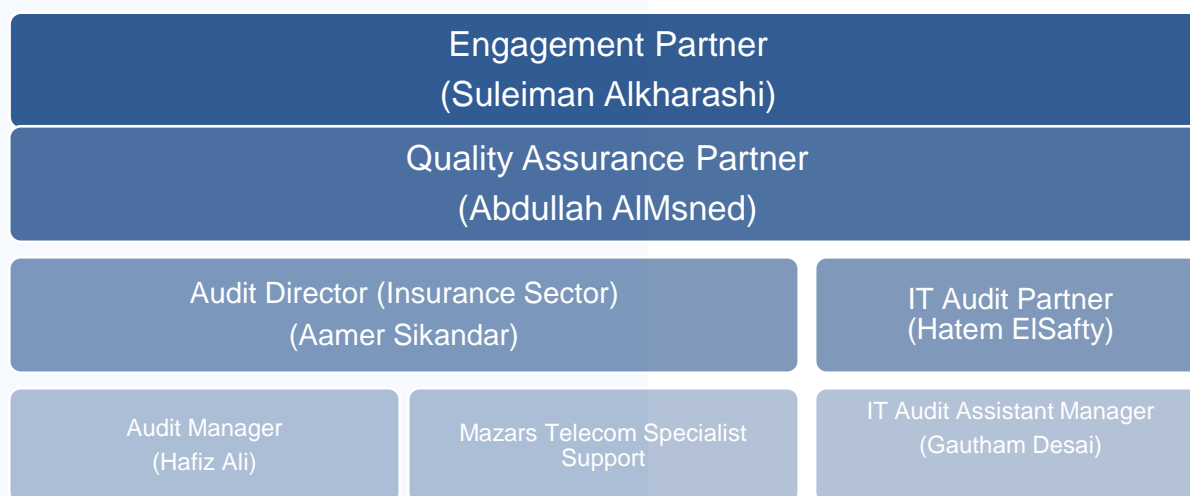 Engagement Partner
(Suleiman Alkharashi)
Quality Assurance Partner
(Abdullah AlMsned)
Audit Director (Insurance Sector)
(Aamer Sikandar)
IT Audit Partner
(Hatem ElSafty)
Audit Manager
(Hafiz Ali)
Mazars Telecom Specialist
Support
IT Audit Assistant Manager
(Gautham Desai)